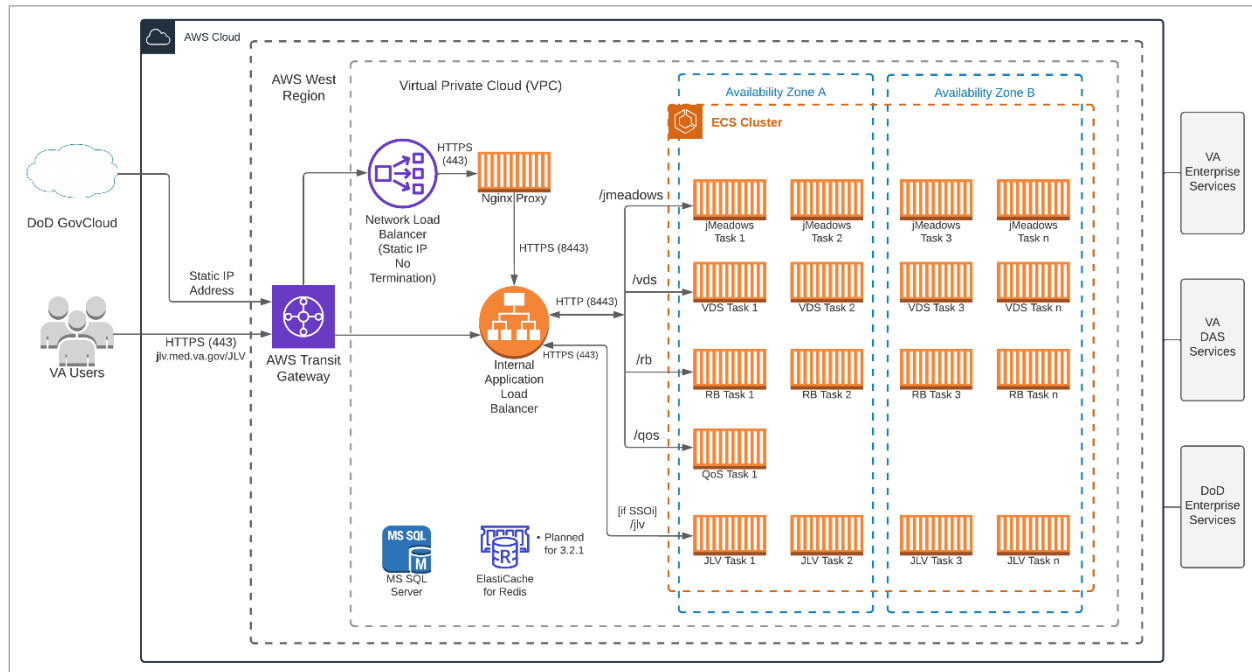 AWS Cloud
AWS West
Region
Virtual Private Cloud (VPC)
Availability Zone A
Availability Zone B
ECS Cluster
DoD GovCloud
Static IP
Address
HTTPS (443)
jlv.med.va.gov/JLV
VA Users
AWS Transit
Gateway
Network Load
Balancer
(Static IP
No
Termination)
HTTPS
(443)
Nginx Proxy
HTTPS (8443)
HTTP (8443)
HTTPS (443)
Internal
Application
Load
Balancer
/jmeadows
jMeadows
Task 1
jMeadows
Task 2
jMeadows
Task 3
jMeadows
Task n
/vds
VDS Task 1
VDS Task 2
VDS Task 3
VDS Task n
/rb
RB Task 1
RB Task 2
RB Task 3
RB Task n
/qos
QoS Task 1
[if SSOi]
/jlv
JLV Task 1
JLV Task 2
JLV Task 3
JLV Task n
MS SQL
M
MS SQL
Server
R
ElastiCache
for Redis
• Planned
for 3.2.1
VA
Enterprise
Services
VA
DAS
Services
DoD
Enterprise
Services